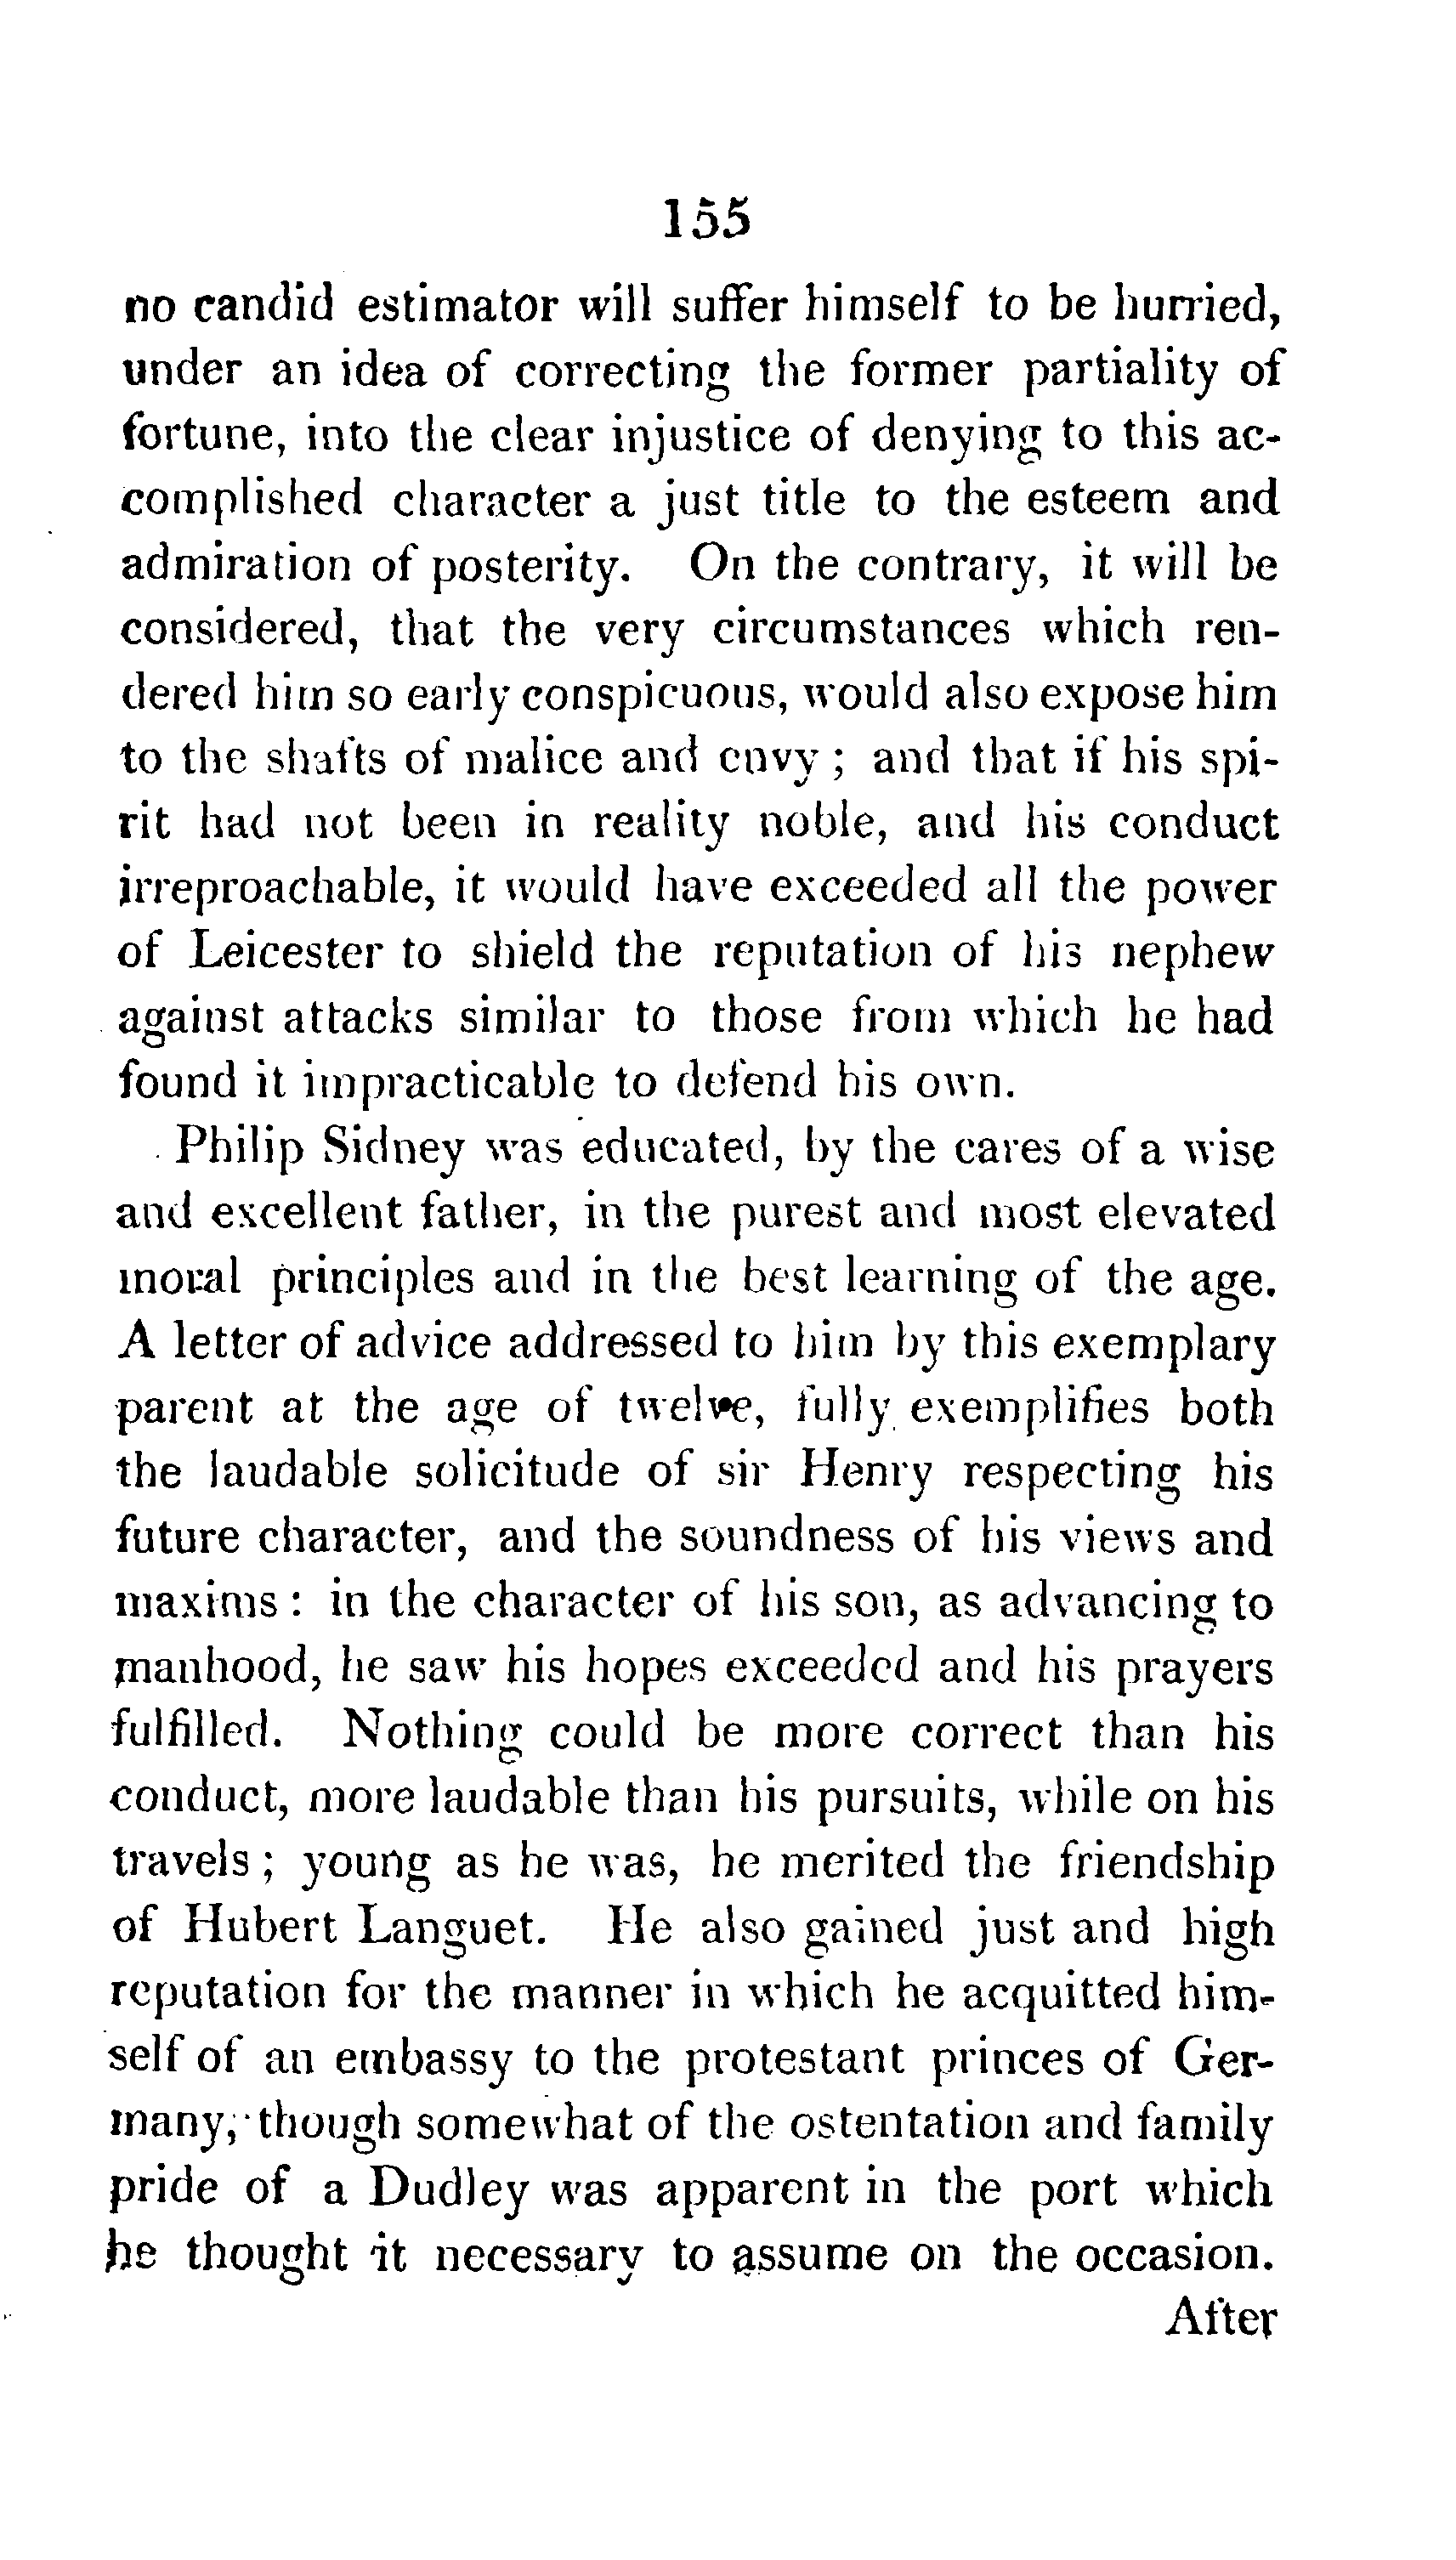 155
no candid estimator will suffer himself to be hurried,
under an idea of correcting the former partiality of
fortune, into the clear injustice of denying to this ac-
complished character a just title to the esteem and
admiration of posterity. On the contrary, it will be
considered, that the very circumstances which ren-
dered him so early conspicuous, would also expose him
to the shafts of malice and envy ; and that if his spi-
rit had not been in reality noble, and his conduct
irreproachable, it would have exceeded all the power
of Leicester to shield the reputation of his nephew
against attacks similar to those from which he had
found it impracticable to defend his own.
Philip Sidney was educated, by the cares of a wise
and excellent father, in the purest and most elevated
moral principles and in the best learning of the age.
A letter of advice addressed to him by this exemplary
parent at the age of twelve, fully exemplifies both
the laudable solicitude of sir Henry respecting his
future character, and the soundness of his views and
maxims : in the character of his son, as advancing to
manhood, he saw his hopes exceeded and his prayers
fulfilled. Nothing could be more correct than his
conduct, more laudable than his pursuits, while on his
travels ; young as he was, he merited the friendship
of Hubert Languet. He also gained just and high
reputation for the manner in which he acquitted him-
self of an embassy to the protestant princes of Ger-
many, though somewhat of the ostentation and family
pride of a Dudley was apparent in the port which
he thought it necessary to assume on the occasion.
After